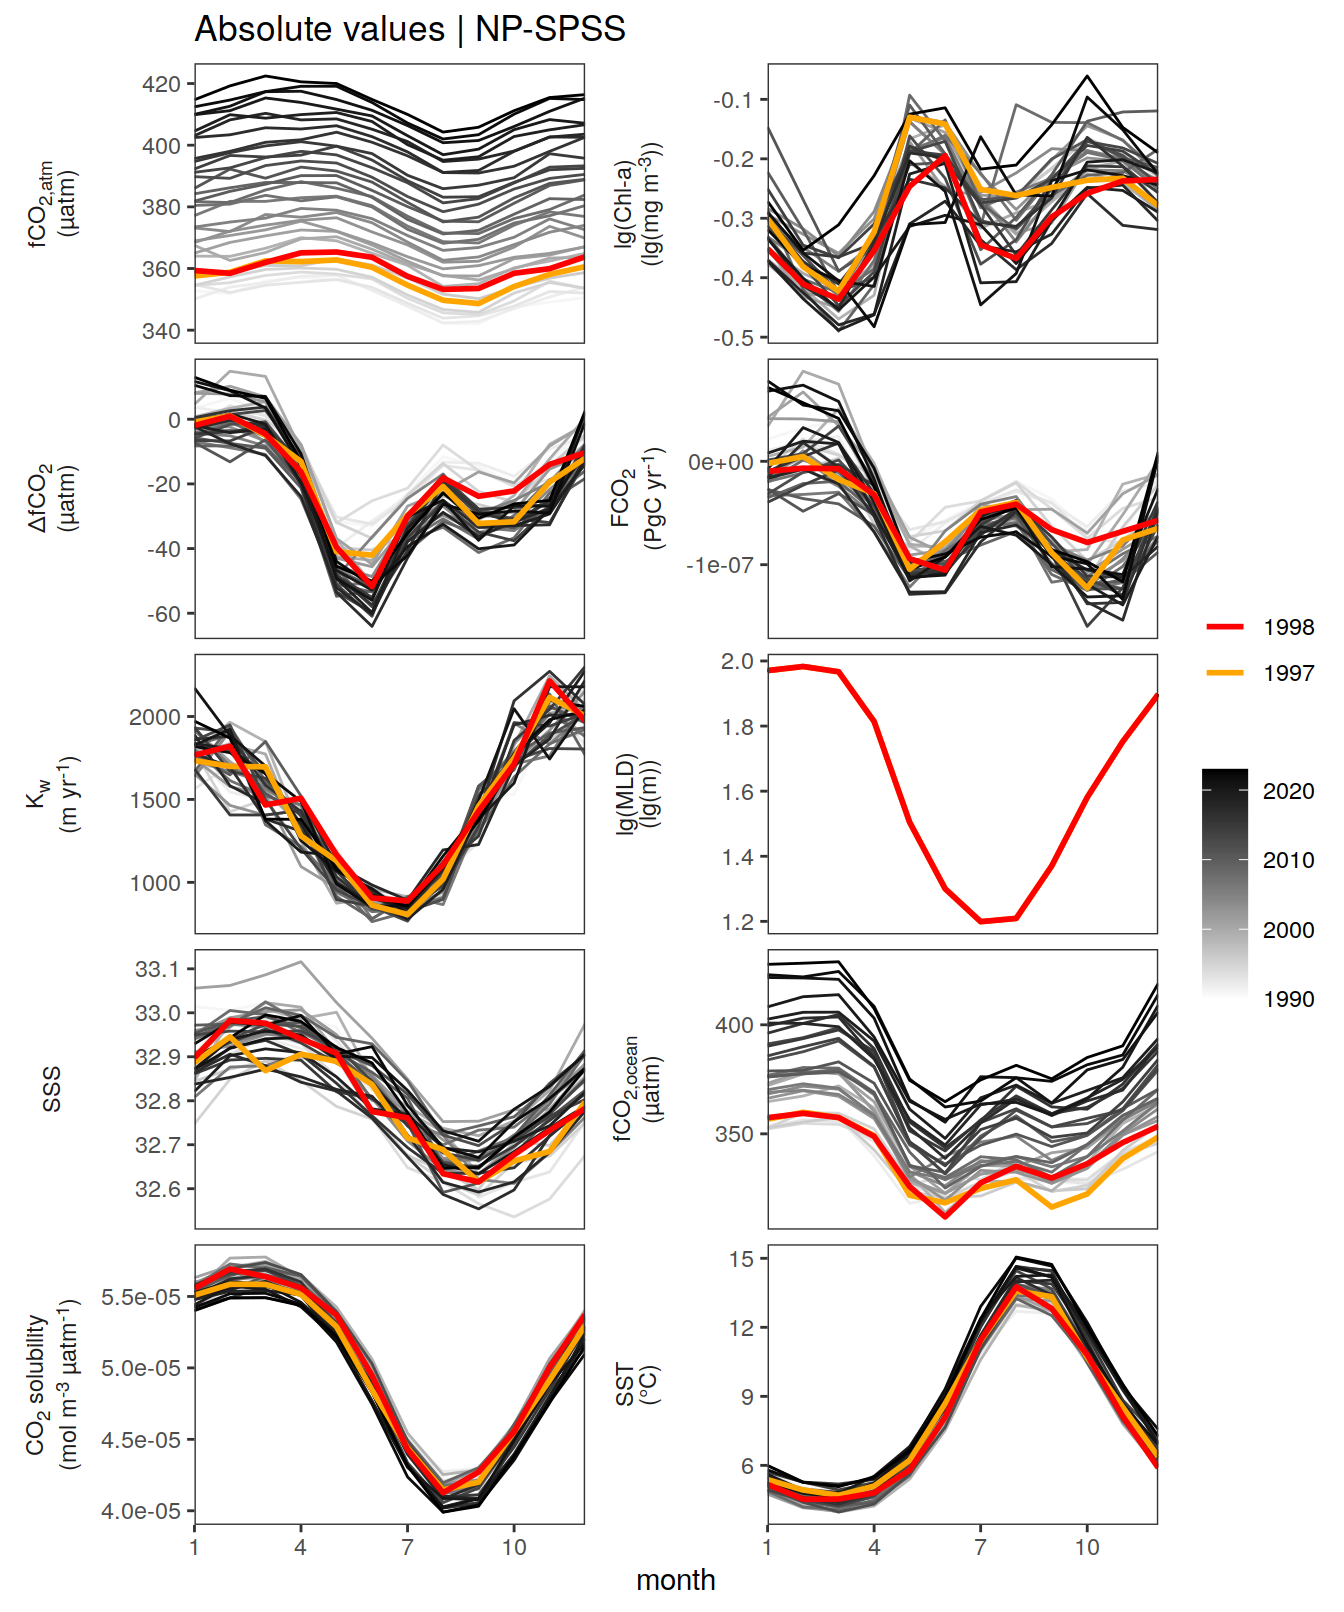 Absolute values | NP-SPSS
fCO2,atm
(µatm)
420
400
380
360
340
lg(Chl-a)
(lg(mg m-3))
-0.1
-0.2
-0.3
-0.4
-0.5
ΔfCO2
(µatm)
0
-20
-40
-60
FCO2
(PgC yr-1)
0e+00
-1e-07
Kw
(m yr-1)
2000
1500
1000
lg(MLD)
(lg(m))
2.0
1.8
1.6
1.4
1.2
SSS
33.1
33.0
32.9
32.8
32.7
32.6
fCO2,ocean
(µatm)
400
350
CO2 solubility
(mol m-3 µatm-1)
5.5e-05
5.0e-05
4.5e-05
4.0e-05
SST
(°C)
15
12
9
6
1 4 7 10
1 4 7 10
month
1998
1997
2020
2010
2000
1990